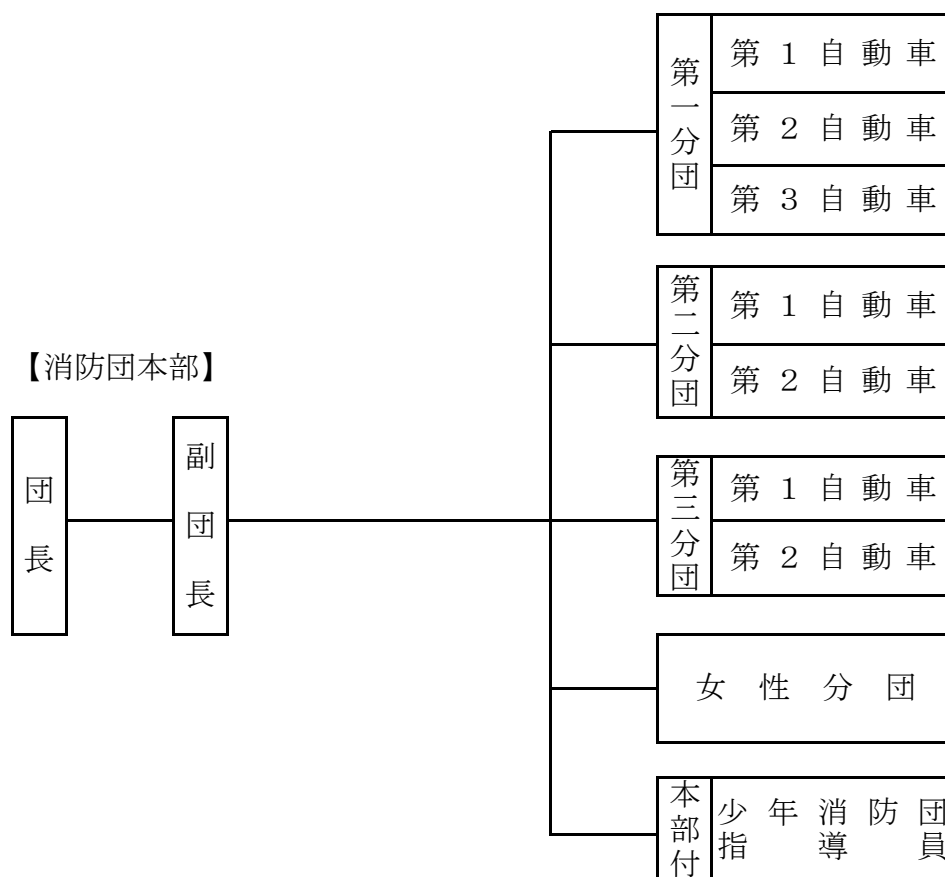 【消防団本部】
団長
副団長
第一分団
第１自動車
第２自動車
第３自動車
第二分団
第１自動車
第２自動車
第三分団
第１自動車
第２自動車
女性分団
本部付
少年消防団
指導員